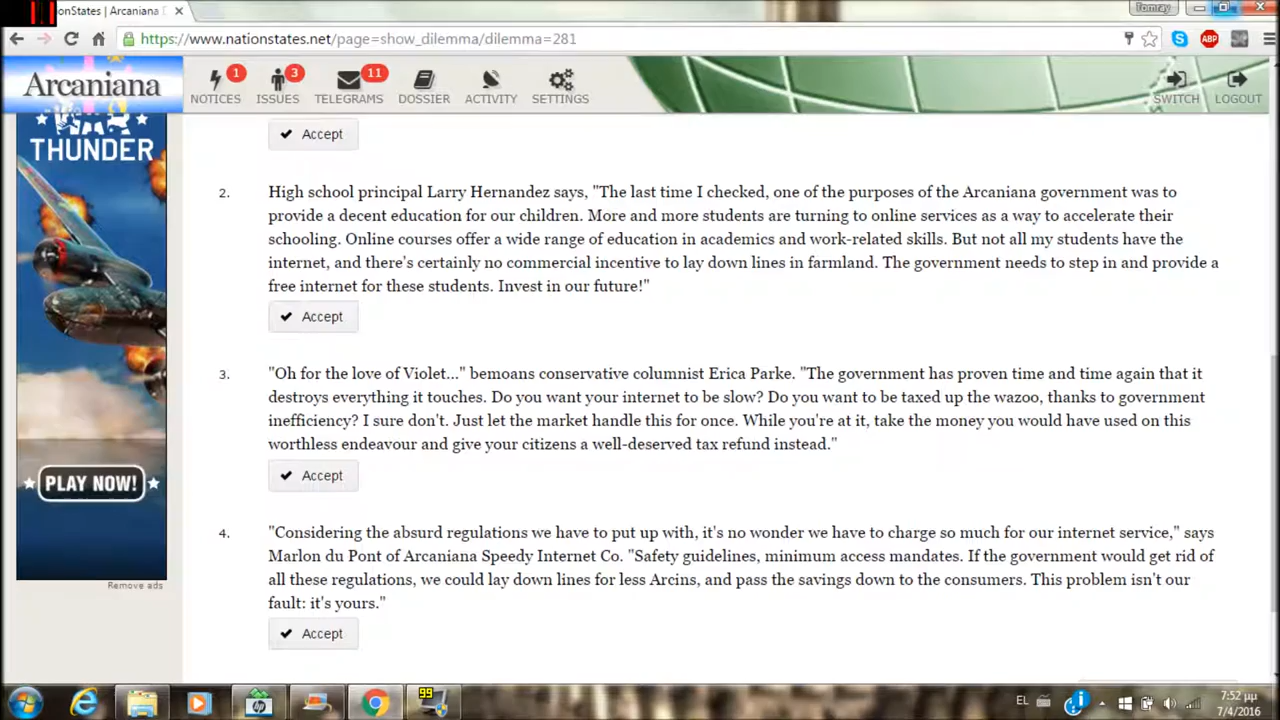 onStates | Arcaniana
Tomray
https://www.nationstates.net/page=show_dilemma/dilemma=281
ABP
Arcaniana
1
3
11
NOTICES
ISSUES
TELEGRAMS
DOSSIER
ACTIVITY
SETTINGS
SWITCH
LOGOUT
THUNDER
PLAY NOW!
Remove ads
Accept
2. High school principal Larry Hernandez says, "The last time I checked, one of the purposes of the Arcaniana government was to
provide a decent education for our children. More and more students are turning to online services as a way to accelerate their
schooling. Online courses offer a wide range of education in academics and work-related skills. But not all my students have the
internet, and there's certainly no commercial incentive to lay down lines in farmland. The government needs to step in and provide a
free internet for these students. Invest in our future!"
Accept
3. "Oh for the love of Violet..." bemoans conservative columnist Erica Parke. "The government has proven time and time again that it
destroys everything it touches. Do you want your internet to be slow? Do you want to be taxed up the wazoo, thanks to government
inefficiency? I sure don't. Just let the market handle this for once. While you're at it, take the money you would have used on this
worthless endeavour and give your citizens a well-deserved tax refund instead."
Accept
4. "Considering the absurd regulations we have to put up with, it's no wonder we have to charge so much for our internet service," says
Marlon du Pont of Arcaniana Speedy Internet Co. "Safety guidelines, minimum access mandates. If the government would get rid of
all these regulations, we could lay down lines for less Arcins, and pass the savings down to the consumers. This problem isn't our
fault: it's yours."
Accept
99
EL
7:52 μμ
7/4/2016